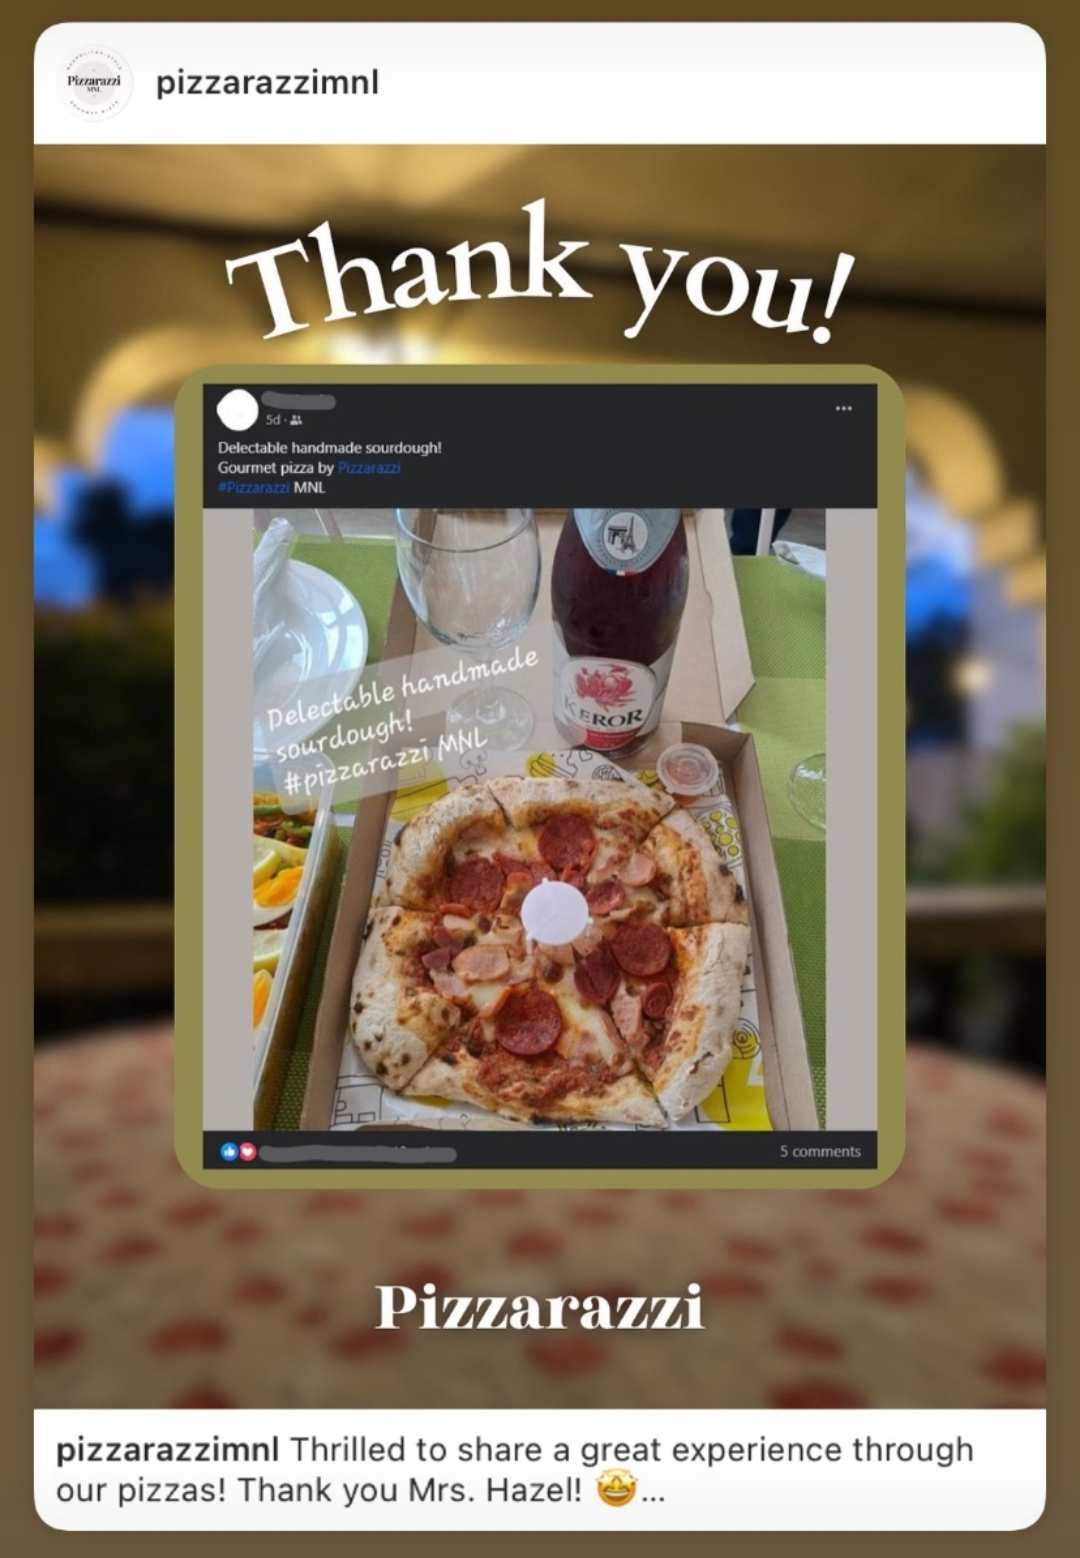 Pizzarazzi
MNL
pizzarazzimnl
Thank you!
5d
Delectable handmade sourdough!
Gourmet pizza by Pizzarazzi
#Pizzarazzi MNL
Delectable handmade
sourdough!
#pizzarazzi MNL
KEROR
5 comments
Pizzarazzi
pizzarazzimnl Thrilled to share a great experience through
our pizzas! Thank you Mrs. Hazel! 🤩...